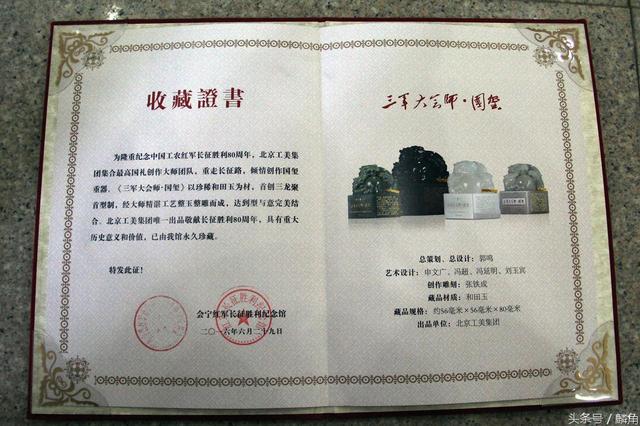 收藏證書
为隆重纪念中国工农红军长征胜利80周年，北京工美集
团集合最高国礼创作大师团队，重走长征路，倾情创作国玺
重器。《三军大会师·国玺》以珍稀和田玉为材，首创三龙聚
首型制，经大师精湛工艺整玉整雕而成，达到型与意完美结
合。北京工美集团唯一出品敬献长征胜利80周年，具有重大
历史意义和价值，已由我馆永久珍藏。
特发此证！
会宁红军长征胜利纪念馆
二〇一六年六月二十九日
三军大会师·国玺
总策划、总设计：郭鸣
艺术设计：申文广、冯超、冯延明、刘玉宾
创作雕刻：张铁成
藏品材质：和田玉
藏品规格：约56毫米×56毫米×80毫米
出品单位：北京工美集团
头条号 / 麟角